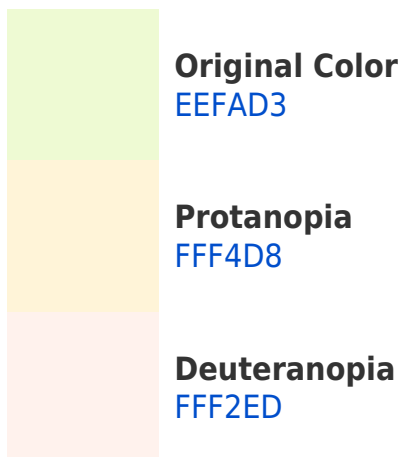 Original Color
EEFAD3
Protanopia
FFF4D8
Deuteranopia
FFF2ED